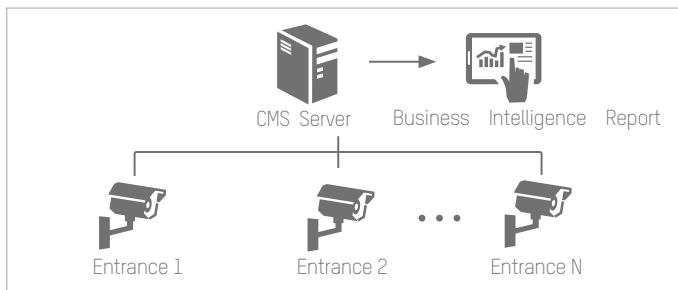 CMS Server
Business Intelligence Report
Entrance 1
Entrance 2
Entrance N